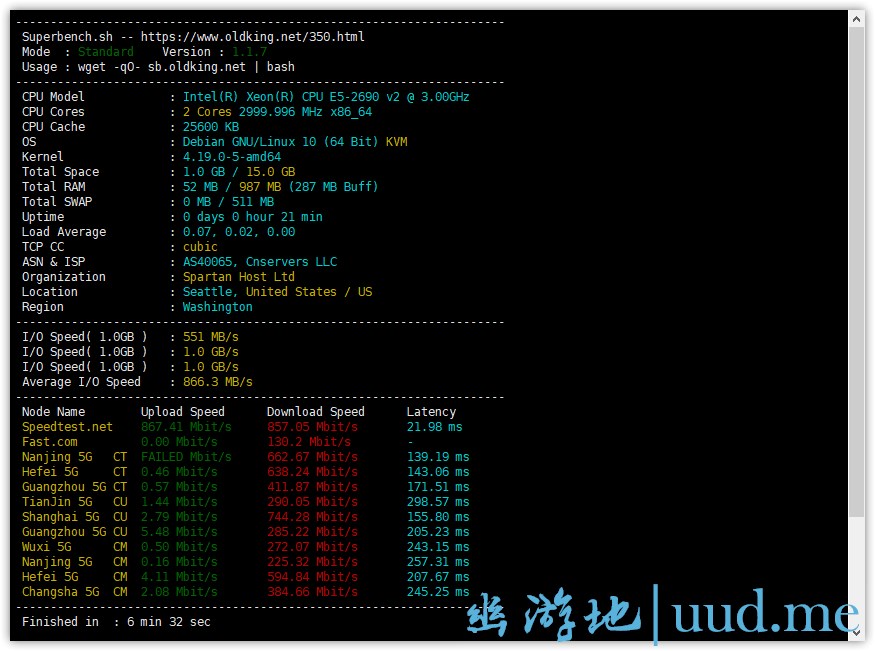 ----------------------------------------------------------------------
Superbench.sh -- https://www.oldking.net/350.html
Mode  : Standard    Version : 1.1.7
Usage : wget -qO- sb.oldking.net | bash
----------------------------------------------------------------------
CPU Model            : Intel(R) Xeon(R) CPU E5-2690 v2 @ 3.00GHz
CPU Cores            : 2 Cores 2999.996 MHz x86_64
CPU Cache            : 25600 KB
OS                   : Debian GNU/Linux 10 (64 Bit) KVM
Kernel               : 4.19.0-5-amd64
Total Space          : 1.0 GB / 15.0 GB
Total RAM            : 52 MB / 987 MB (287 MB Buff)
Total SWAP           : 0 MB / 511 MB
Uptime               : 0 days 0 hour 21 min
Load Average         : 0.07, 0.02, 0.00
TCP CC               : cubic
ASN & ISP            : AS40065, Cnservers LLC
Organization         : Spartan Host Ltd
Location             : Seattle, United States / US
Region               : Washington
----------------------------------------------------------------------
I/O Speed( 1.0GB )   : 551 MB/s
I/O Speed( 1.0GB )   : 1.0 GB/s
I/O Speed( 1.0GB )   : 1.0 GB/s
Average I/O Speed    : 866.3 MB/s
----------------------------------------------------------------------
Node Name        Upload Speed      Download Speed      Latency
Speedtest.net    867.41 Mbit/s     857.05 Mbit/s       21.98 ms
Fast.com         0.00 Mbit/s       130.2 Mbit/s        -
Nanjing 5G   CT  FAILED Mbit/s     662.67 Mbit/s       139.19 ms
Hefei 5G     CT  0.46 Mbit/s       638.24 Mbit/s       143.06 ms
Guangzhou 5G CT  0.57 Mbit/s       411.87 Mbit/s       171.51 ms
TianJin 5G   CU  1.44 Mbit/s       290.05 Mbit/s       298.57 ms
Shanghai 5G  CU  2.79 Mbit/s       744.28 Mbit/s       155.80 ms
Guangzhou 5G CU  5.48 Mbit/s       285.22 Mbit/s       205.23 ms
Wuxi 5G      CM  0.50 Mbit/s       272.07 Mbit/s       243.15 ms
Nanjing 5G   CM  0.16 Mbit/s       225.32 Mbit/s       257.31 ms
Hefei 5G     CM  4.11 Mbit/s       594.84 Mbit/s       207.67 ms
Changsha 5G  CM  2.08 Mbit/s       384.66 Mbit/s       245.25 ms
----------------------------------------------------------------------
Finished in  : 6 min 32 sec
幽游地|uud.me